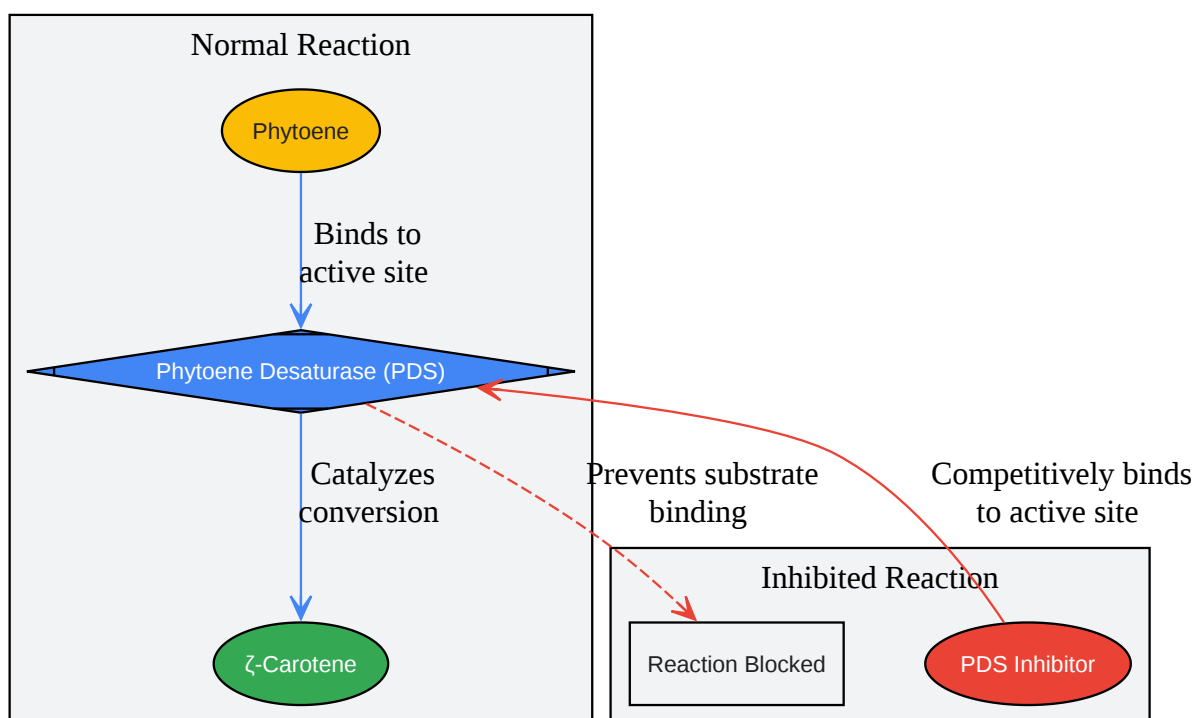 Normal Reaction
Phytoene
Binds to
active site
Phytoene Desaturase (PDS)
Catalyzes
conversion
Prevents substrate
binding
Competitively binds
to active site
Inhibited Reaction
ζ-Carotene
Reaction Blocked
PDS Inhibitor